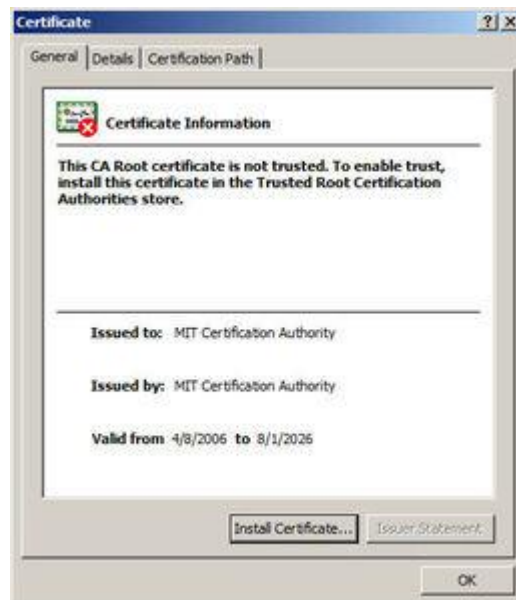 Certificate
? X
General Details Certification Path
Certificate Information
This CA Root certificate is not trusted. To enable trust,
install this certificate in the Trusted Root Certification
Authorities store.
Issued to: MIT Certification Authority
Issued by: MIT Certification Authority
Valid from 4/8/2006 to 8/1/2026
Install Certificate... Issuer Statement
OK